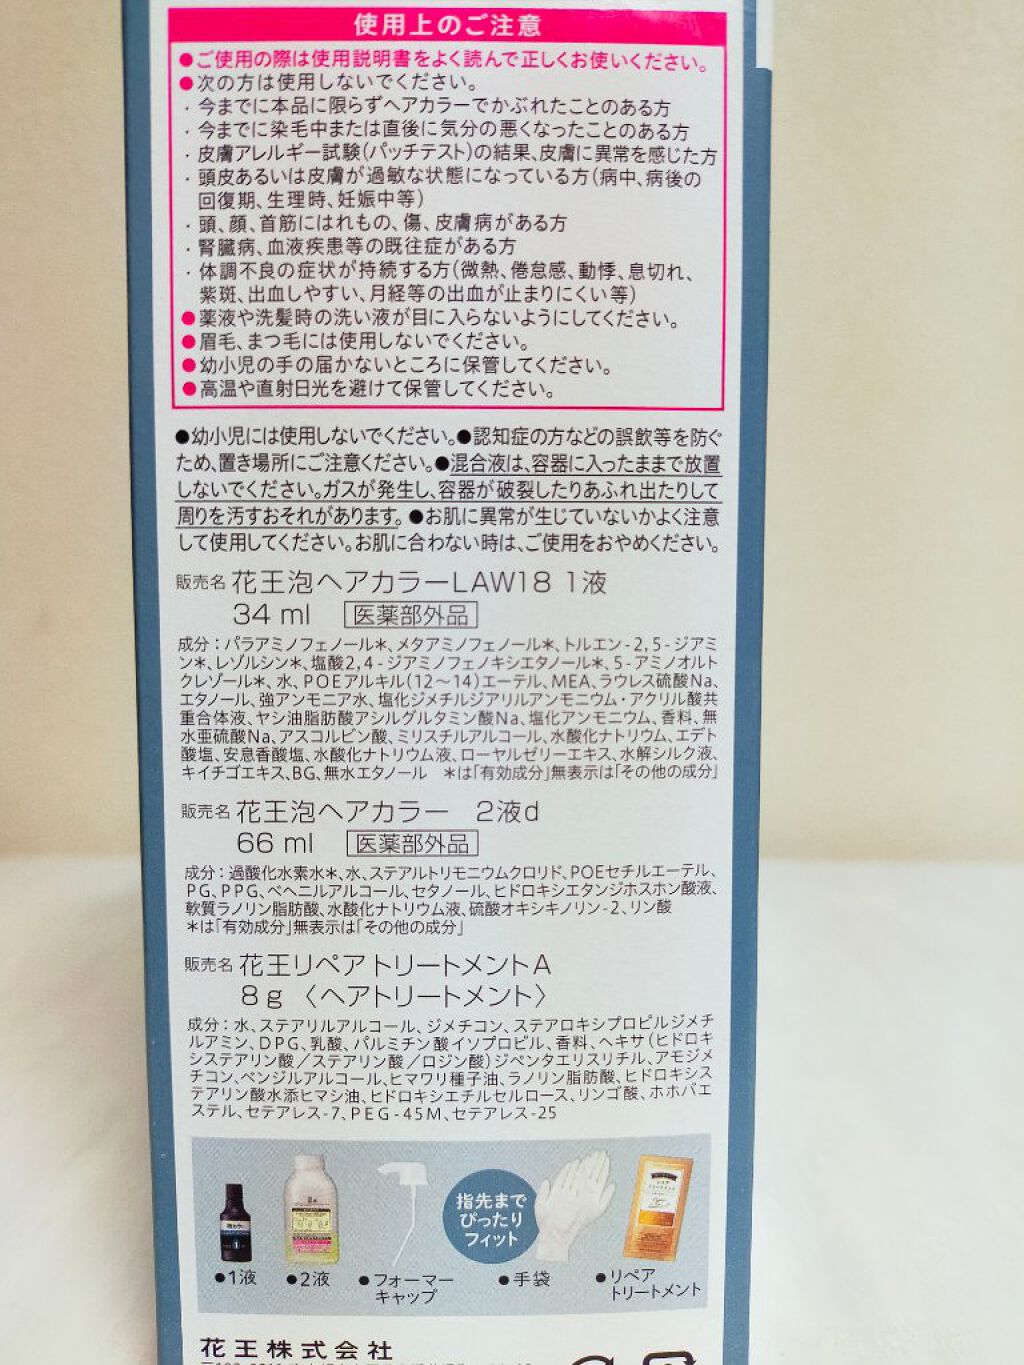 使用上のご注意
●ご使用の際は使用説明書をよく読んで正しくお使いください。
●次の方は使用しないでください。
・今までに本品に限らずヘアカラーでかぶれたことのある方
・今までに染毛中または直後に気分の悪くなったことのある方
・皮膚アレルギー試験(パッチテスト)の結果、皮膚に異常を感じた方
・頭皮あるいは皮膚が過敏な状態になっている方(病中、病後の
回復期、生理時、妊娠中等)
・頭、顔、首筋にはれもの、傷、皮膚病がある方
・腎臓病、血液疾患等の既往症がある方
・体調不良の症状が持続する方(微熱、倦怠感、動悸、息切れ、
紫斑、出血しやすい、月経等の出血が止まりにくい等)
●薬液や洗髪時の洗い液が目に入らないようにしてください。
●眉毛、まつ毛には使用しないでください。
●幼小児の手の届かないところに保管してください。
●高温や直射日光を避けて保管してください。
●幼小児には使用しないでください。●認知症の方などの誤飲等を防ぐ
ため、置き場所にご注意ください。●混合液は、容器に入ったままで放置
しないでください。ガスが発生し、容器が破裂したりあふれ出たりして
周りを汚すおそれがあります。●お肌に異常が生じていないかよく注意
して使用してください。お肌に合わない時は、ご使用をおやめください。
販売名 花王泡ヘアカラーLAW18 1液
34 ml 医薬部外品
成分：パラアミノフェノール＊、メタアミノフェノール＊、トルエン-2,5-ジアミ
ン＊、レゾルシン＊、塩酸2,4-ジアミノフェノキシエタノール＊、5-アミノオルト
クレゾール＊、水、POEアルキル(12〜14)エーテル、MEA、ラウレス硫酸Na、
エタノール、強アンモニア水、塩化ジメチルジアリルアンモニウム・アクリル酸共
重合体液、ヤシ油脂肪酸アシルグルタミン酸Na、塩化アンモニウム、香料、無
水亜硫酸Na、アスコルビン酸、ミリスチルアルコール、水酸化ナトリウム、エデト
酸塩、安息香酸塩、水酸化ナトリウム液、ローヤルゼリーエキス、水解シルク液、
キイチゴエキス、BG、無水エタノール ＊は「有効成分」無表示は「その他の成分」
販売名 花王泡ヘアカラー 2液d
66 ml 医薬部外品
成分：過酸化水素水＊、水、ステアルトリモニウムクロリド、POEセチルエーテル、
PG、PPG、ベヘニルアルコール、セタノール、ヒドロキシエタンジホスホン酸液、
軟質ラノリン脂肪酸、水酸化ナトリウム液、硫酸オキシキノリン-2、リン酸
＊は「有効成分」無表示は「その他の成分」
販売名 花王リペアトリートメントA
8g〈ヘアトリートメント〉
成分：水、ステアリルアルコール、ジメチコン、ステアロキシプロピルジメチ
ルアミン、DPG、乳酸、パルミチン酸イソプロピル、香料、ヘキサ(ヒドロキ
システアリン酸／ステアリン酸／ロジン酸)ジペンタエリスリチル、アモジメ
チコン、ベンジルアルコール、ヒマワリ種子油、ラノリン脂肪酸、ヒドロキシス
テアリン酸水添ヒマシ油、ヒドロキシエチルセルロース、リンゴ酸、ホホバエ
ステル、セテアレス-7、PEG-45M、セテアレス-25
指先まで
ぴったり
フィット
●1液
●2液
●フォーマー
キャップ
●手袋
●リペア
トリートメント
花王株式会社